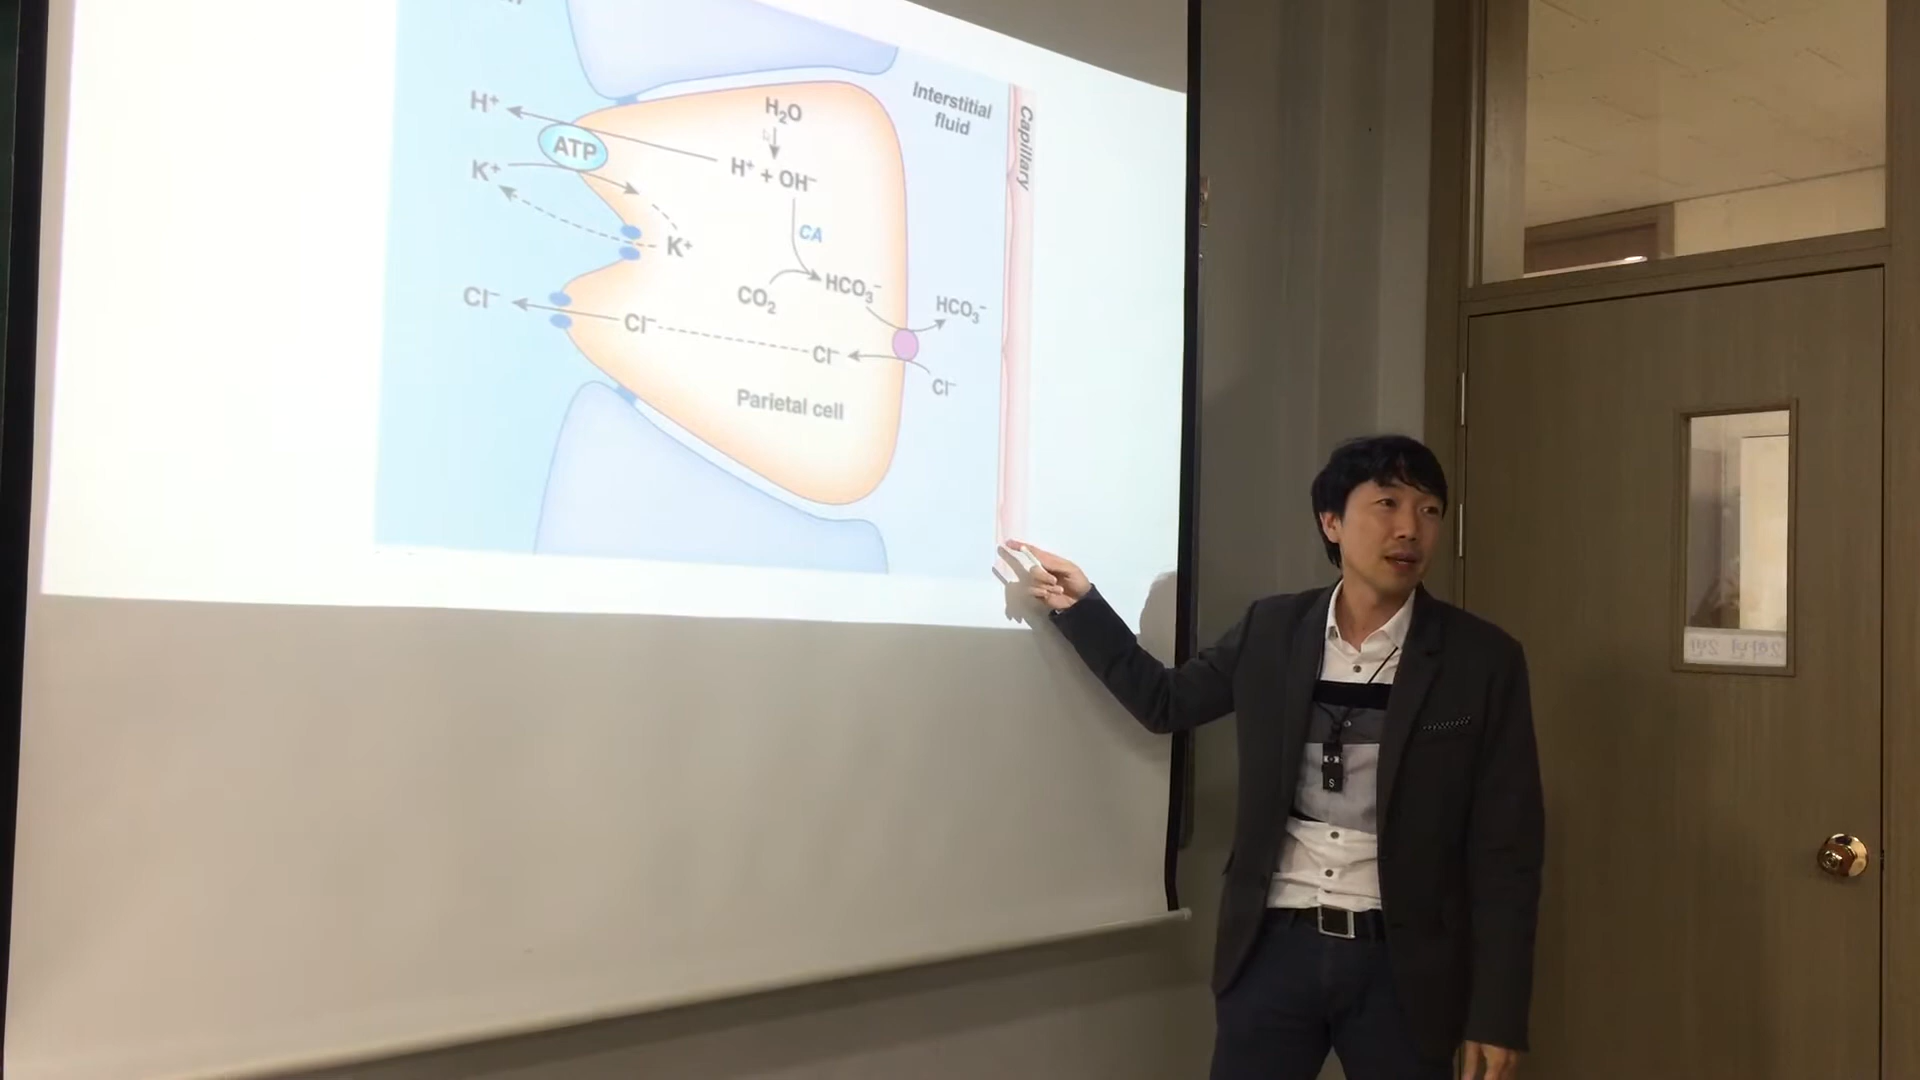 H⁺
ATP
K⁺
H₂O
H⁺ + OH⁻
CA
K⁺
CO₂
HCO₃⁻
HCO₃⁻
Cl⁻
Cl⁻
Cl⁻
Cl⁻
Parietal cell
Interstitial
fluid
Capillary
S